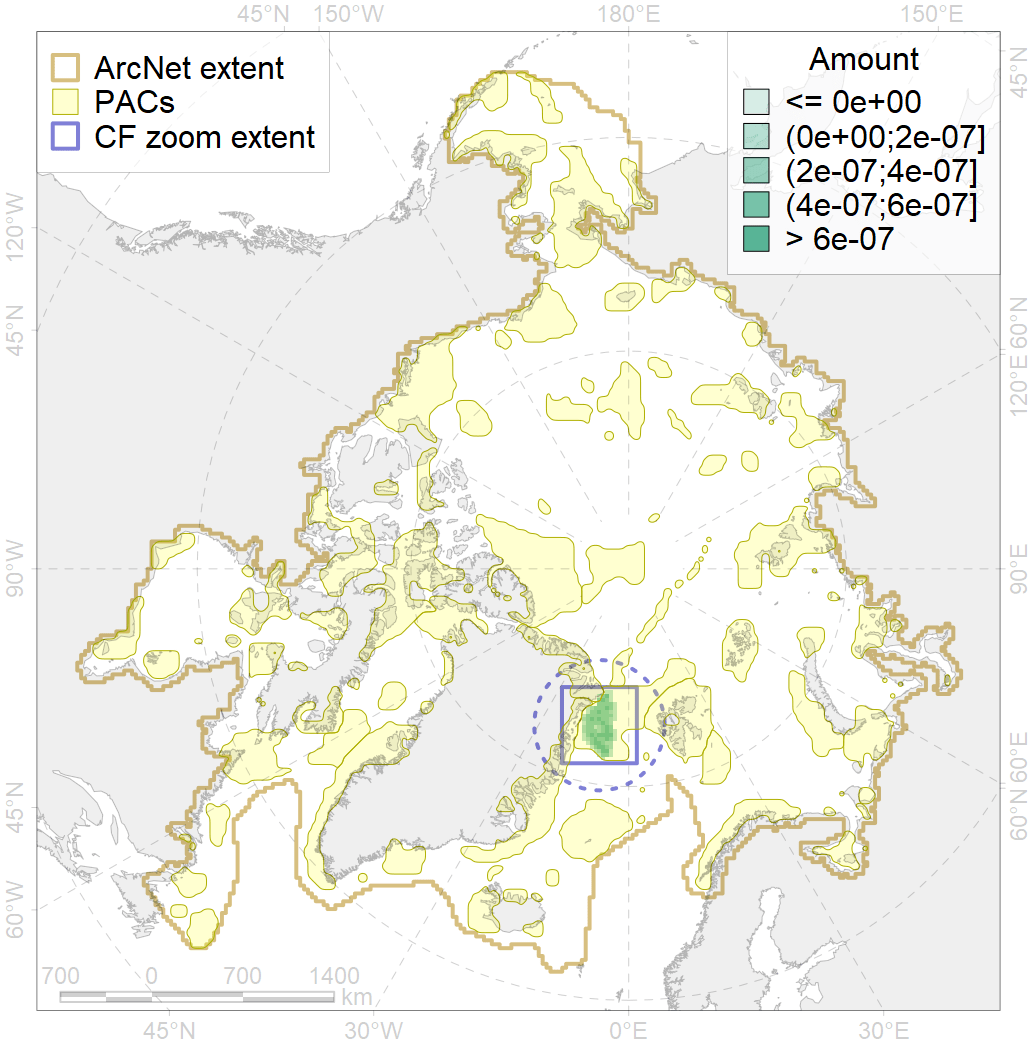 45°N 150°W 180°E 150°E
ArcNet extent
PACs
CF zoom extent
Amount
<= 0e+00
(0e+00;2e-07]
(2e-07;4e-07]
(4e-07;6e-07]
> 6e-07
120°W
45°N
90°W
45°N
60°W
45°N
60°N
120°E
90°E
60°E
60°N
700 0 700 1400
km
45°N 30°W 0°E 30°E